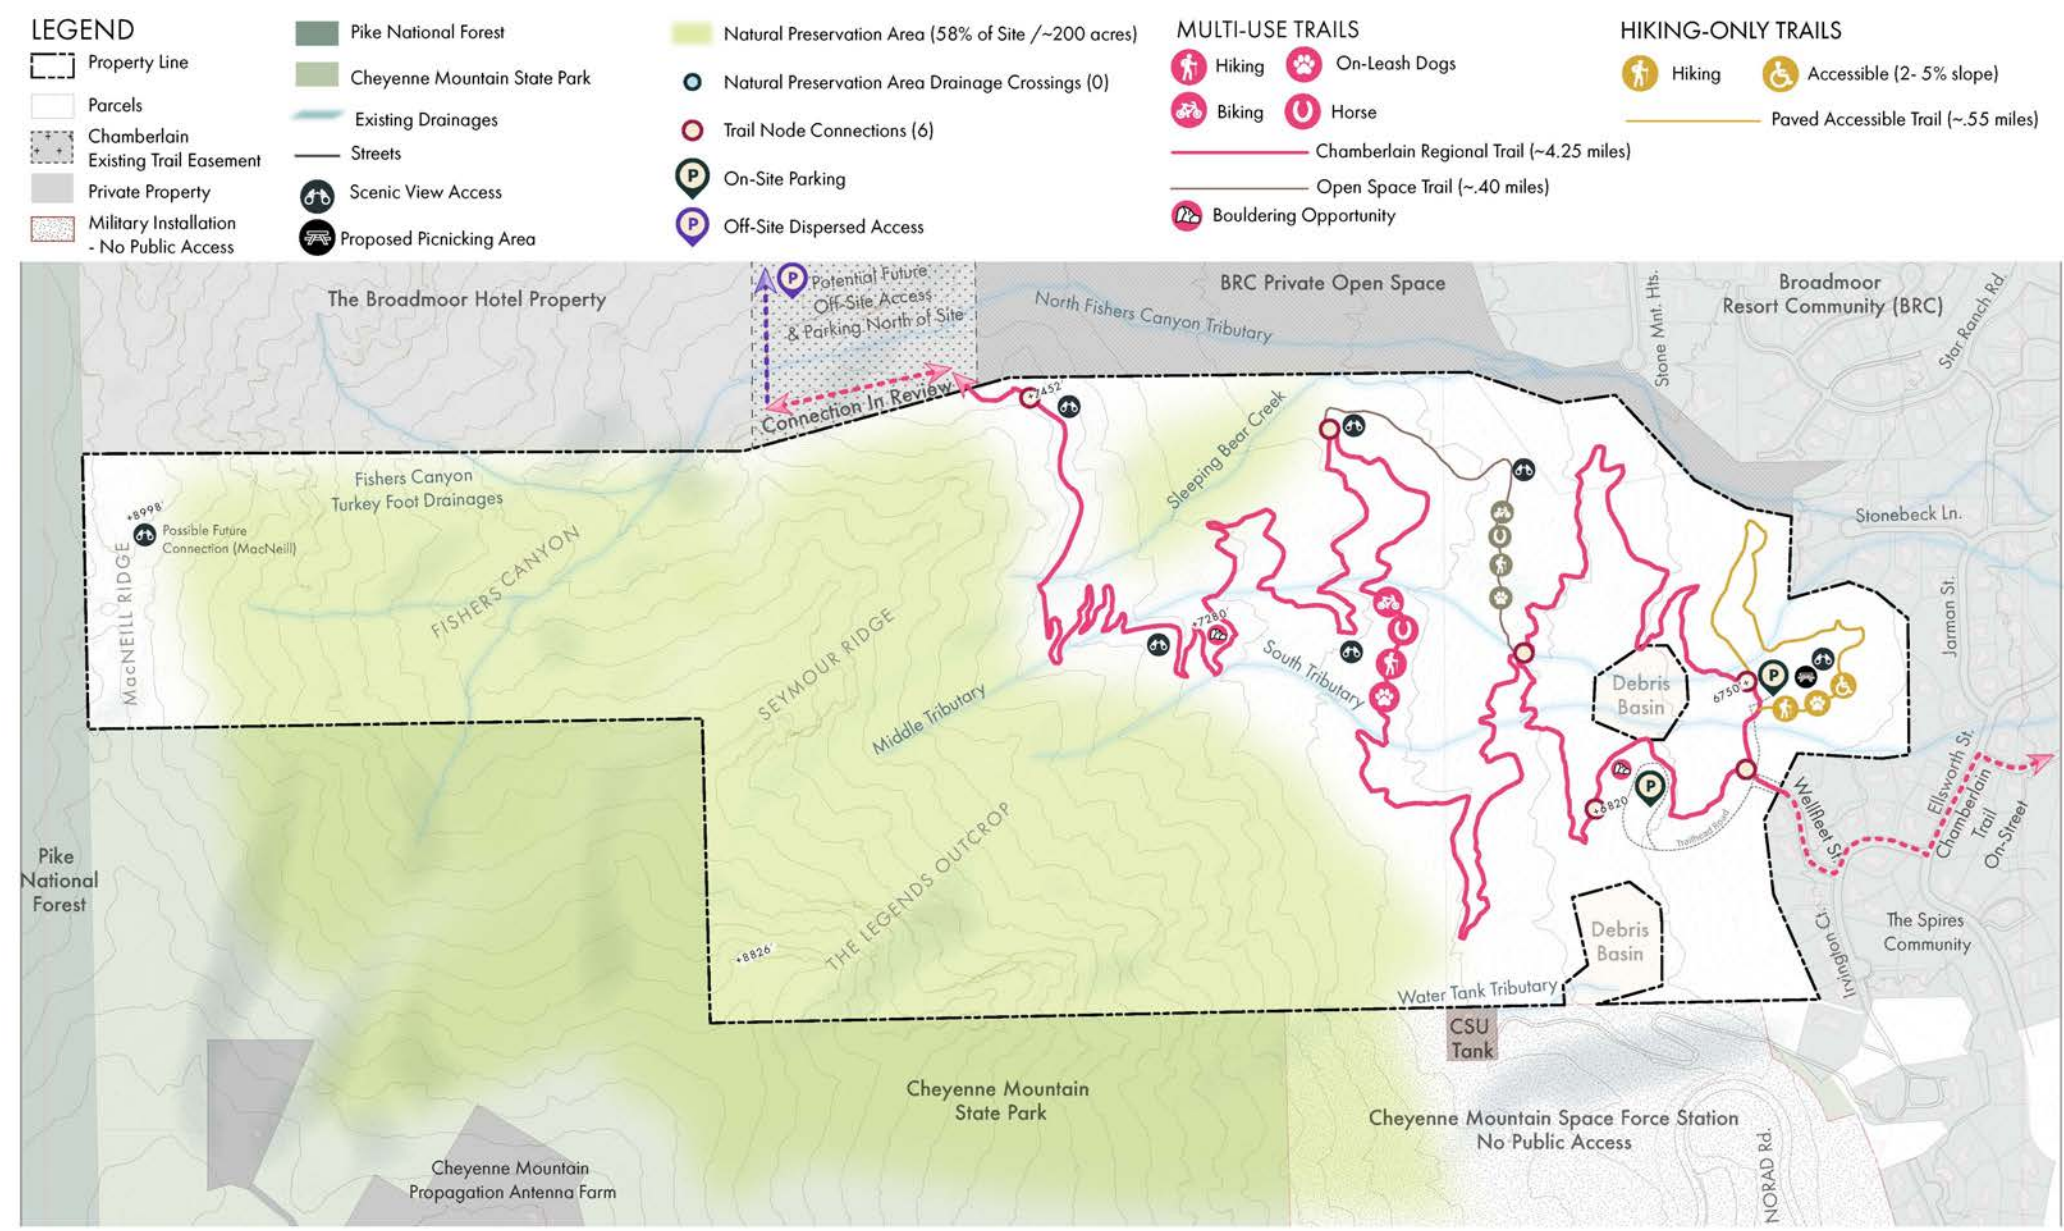 LEGEND
Property Line
Parcels
Chamberlain
Existing Trail Easement
Private Property
Military Installation
- No Public Access
Pike National Forest
Cheyenne Mountain State Park
Existing Drainages
Streets
Scenic View Access
Proposed Picnicking Area
Natural Preservation Area (58% of Site /~200 acres)
Natural Preservation Area Drainage Crossings (0)
Trail Node Connections (6)
P On-Site Parking
P Off-Site Dispersed Access
MULTI-USE TRAILS
Hiking
On-Leash Dogs
Biking
Horse
Chamberlain Regional Trail (~4.25 miles)
Open Space Trail (~.40 miles)
Bouldering Opportunity
HIKING-ONLY TRAILS
Hiking
Accessible (2- 5% slope)
Paved Accessible Trail (~.55 miles)
The Broadmoor Hotel Property
P
Potential Future
Off-Site Access
& Parking North of Site
Connection In Review
BRC Private Open Space
North Fishers Canyon Tributary
Stone Mnt. Hts.
Broadmoor
Resort Community (BRC)
Star Ranch Rd.
+7452'
Sleeping Bear Creek
Fishers Canyon
Turkey Foot Drainages
+8998'
Possible Future
Connection (MacNeill)
MacNEILL RIDGE
FISHERS CANYON
SEYMOUR RIDGE
Middle Tributary
+7280'
South Tributary
Stonebeck Ln.
Jarman St.
Debris
Basin
6750'+
P
P
+6820
Trailhead Road
Wellfleet St.
Ellsworth St.
Chamberlain
Trail
On-Street
Pike
National
Forest
THE LEGENDS OUTCROP
+8826'
Debris
Basin
Irvington Ct.
The Spires
Community
Water Tank Tributary
CSU
Tank
Cheyenne Mountain
State Park
Cheyenne Mountain Space Force Station
No Public Access
NORAD Rd.
Cheyenne Mountain
Propagation Antenna Farm